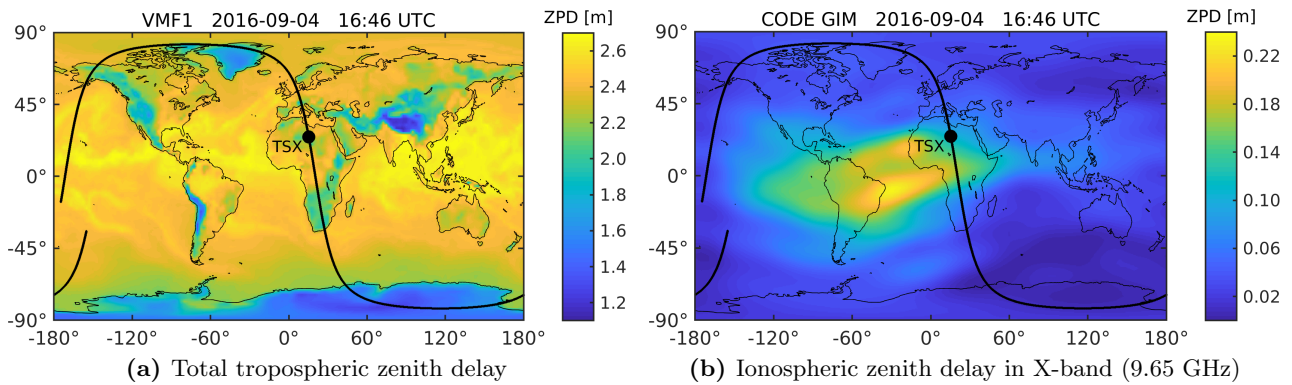 VMF1 2016-09-04 16:46 UTC
ZPD [m]
90°
45°
0°
-45°
-90°
-180° -120° -60° 0° 60° 120° 180°
TSX
2.6
2.4
2.2
2.0
1.8
1.6
1.4
1.2
(a) Total tropospheric zenith delay
CODE GIM 2016-09-04 16:46 UTC
ZPD [m]
90°
45°
0°
-45°
-90°
-180° -120° -60° 0° 60° 120° 180°
TSX
0.22
0.18
0.14
0.10
0.06
0.02
(b) Ionospheric zenith delay in X-band (9.65 GHz)